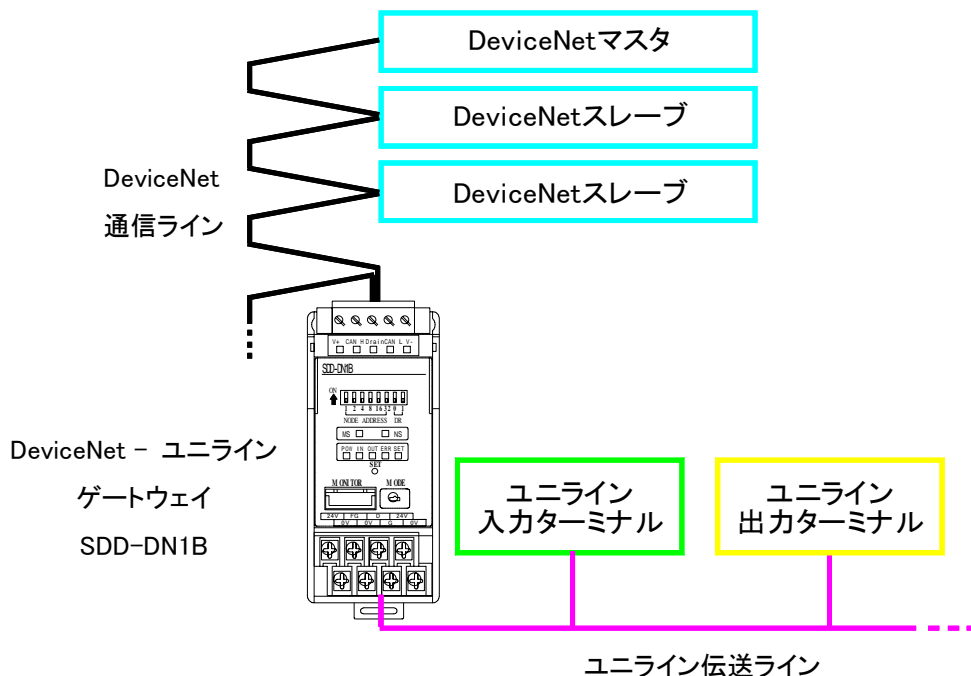 DeviceNetマスタ
DeviceNetスレーブ
DeviceNetスレーブ
DeviceNet
通信ライン
V+ CAN H Drain CAN L V-
SDD-DN1B
ON
1 2 4 8 16 32 0 1
NODE ADDRESS DR
MS NS
POW IN OUT ERR SET
SET
MONITOR MODE
24V FG D 24V
0V 0V G 0V
DeviceNet - ユニライン
ゲートウェイ
SDD-DN1B
ユニライン
入力ターミナル
ユニライン
出力ターミナル
ユニライン伝送ライン